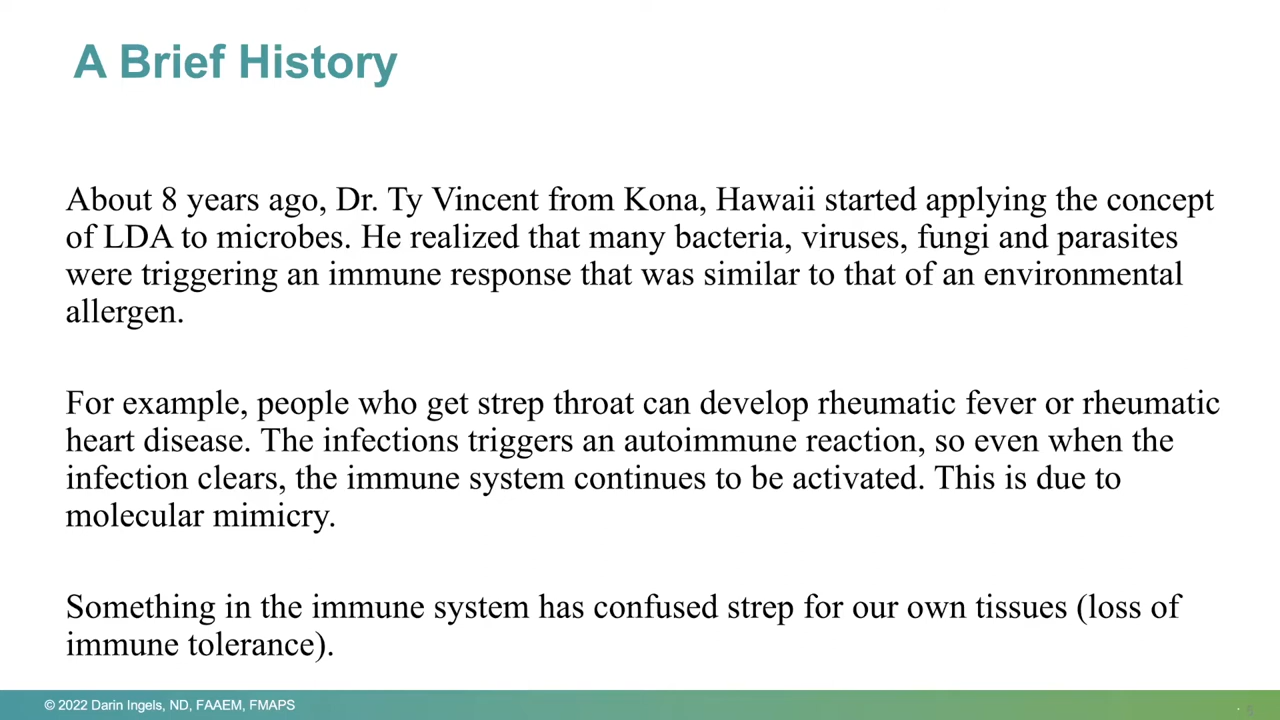 A Brief History
About 8 years ago, Dr. Ty Vincent from Kona, Hawaii started applying the concept
of LDA to microbes. He realized that many bacteria, viruses, fungi and parasites
were triggering an immune response that was similar to that of an environmental
allergen.
For example, people who get strep throat can develop rheumatic fever or rheumatic
heart disease. The infections triggers an autoimmune reaction, so even when the
infection clears, the immune system continues to be activated. This is due to
molecular mimicry.
Something in the immune system has confused strep for our own tissues (loss of
immune tolerance).
© 2022 Darin Ingels, ND, FAAEM, FMAPS